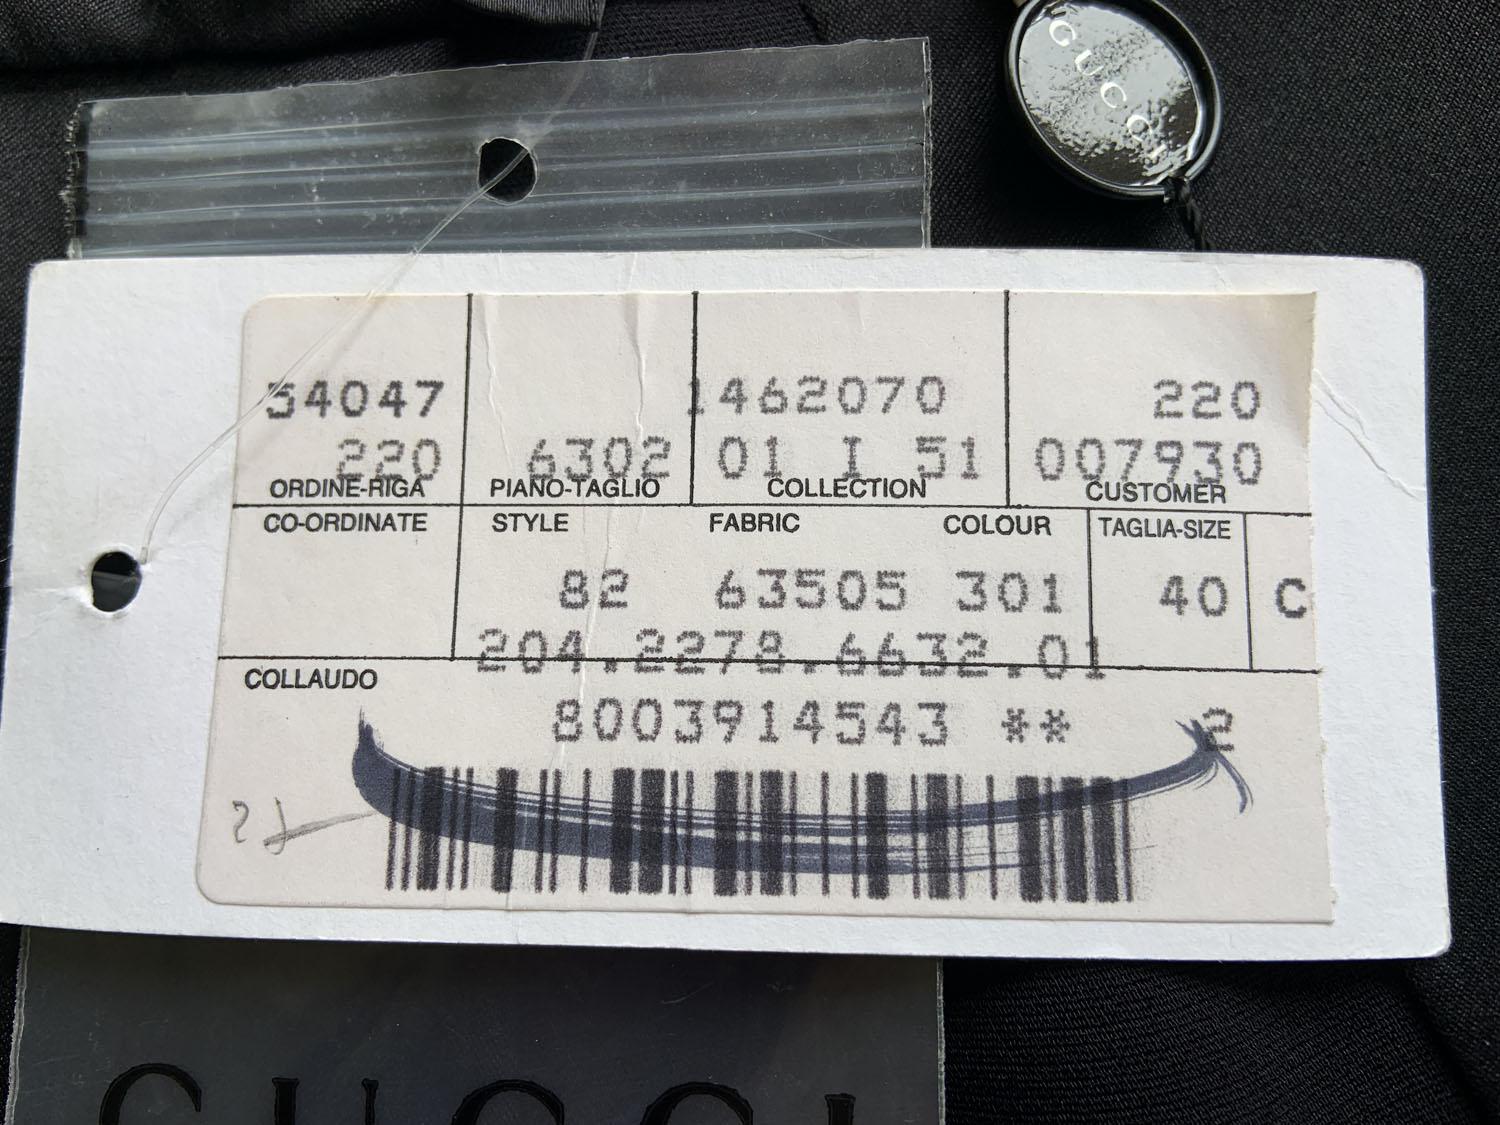 GUCCI
54047 1462070 220
220 6302 01 I 51 007930
ORDINE-RIGA PIANO-TAGLIO COLLECTION CUSTOMER
CO-ORDINATE STYLE FABRIC COLOUR TAGLIA-SIZE
82 63505 301 40 C
204.2278.6632.01
COLLAUDO
8003914543 ** 2
GUCCI